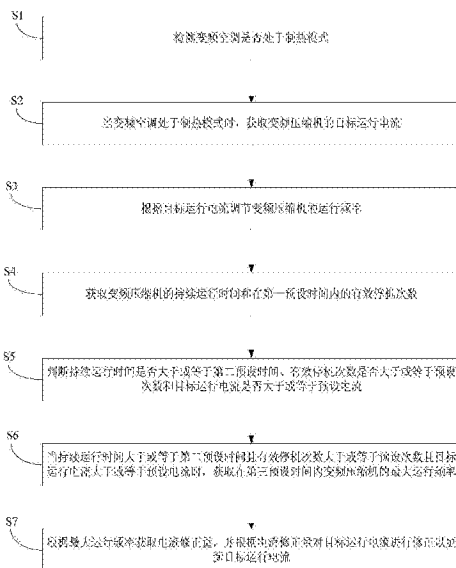 S1
检测变频空调是否处于制热模式
S2
当变频空调处于制热模式时，获取变频压缩机的目标运行电流
S3
根据目标运行电流调节变频压缩机的运行频率
S4
获取变频压缩机的持续运行时间和在第一预设时间内的有效停机次数
S5
判断持续运行时间是否大于或等于第二预设时间、有效停机次数是否大于或等于预设
次数和目标运行电流是否大于或等于预设电流
S6
当持续运行时间大于或等于第二预设时间且有效停机次数大于或等于预设次数且目标
运行电流大于或等于预设电流时，获取在第三预设时间内变频压缩机的最大运行频率
S7
根据最大运行频率获取电流修正值，并根据电流修正值对目标运行电流进行修正以更
新目标运行电流